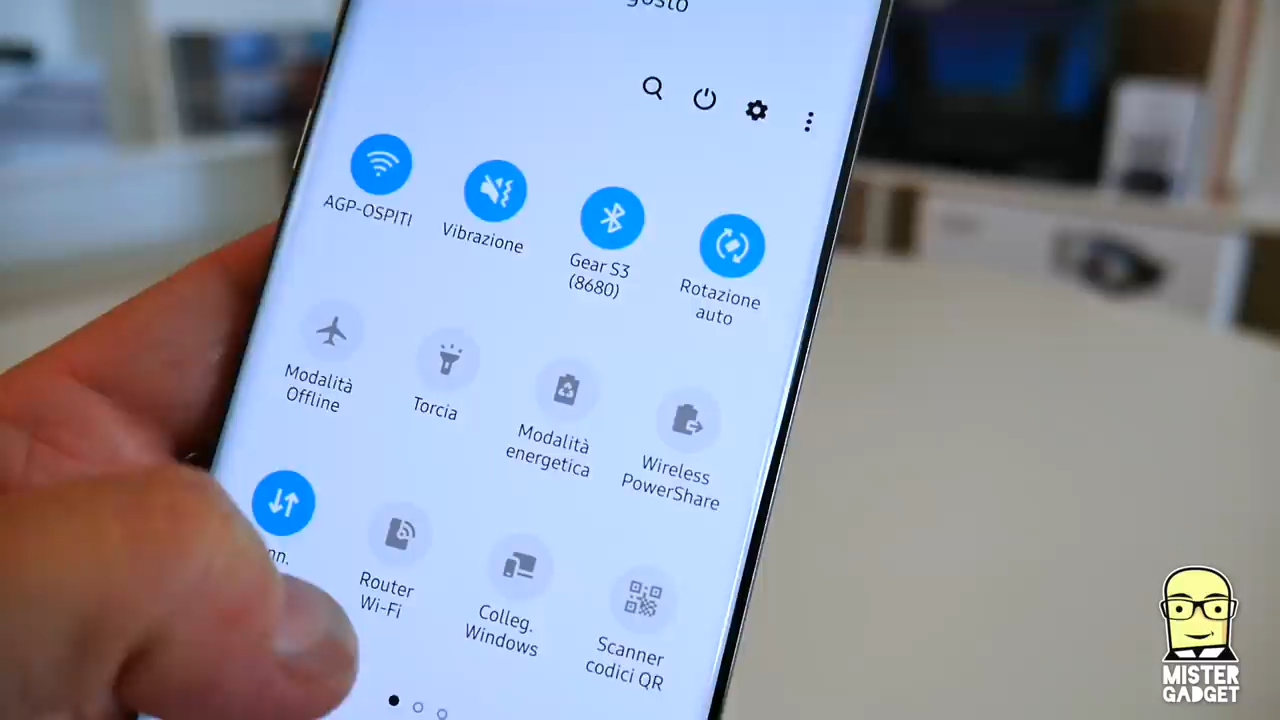 AGP-OSPITI
Vibrazione
Gear S3
(8680)
Rotazione
auto
Modalità
Offline
Torcia
Modalità
energetica
Wireless
PowerShare
Router
Wi-Fi
Colleg.
Windows
Scanner
codici QR
MISTER
GADGET